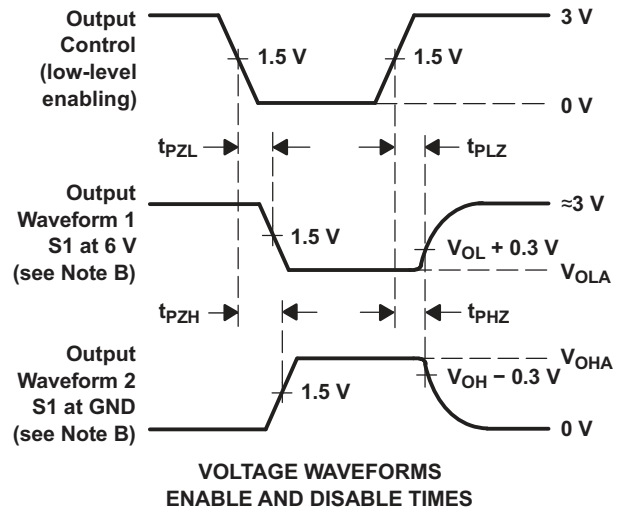 Output
Control
(low-level
enabling)
3 V
1.5 V
1.5 V
0 V
tPZL
tPLZ
Output
Waveform 1
S1 at 6 V
(see Note B)
≈3 V
1.5 V
VOL + 0.3 V
VOLA
tPZH
tPHZ
Output
Waveform 2
S1 at GND
(see Note B)
VOHA
VOH − 0.3 V
1.5 V
0 V
VOLTAGE WAVEFORMS
ENABLE AND DISABLE TIMES